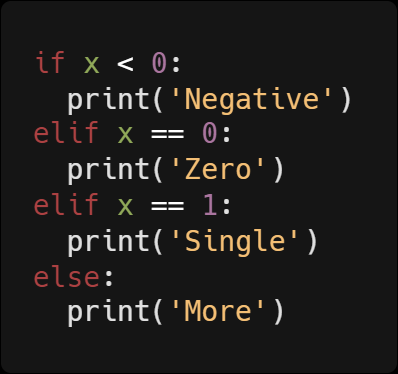 if x < 0:
  print('Negative')
elif x == 0:
  print('Zero')
elif x == 1:
  print('Single')
else:
  print('More')